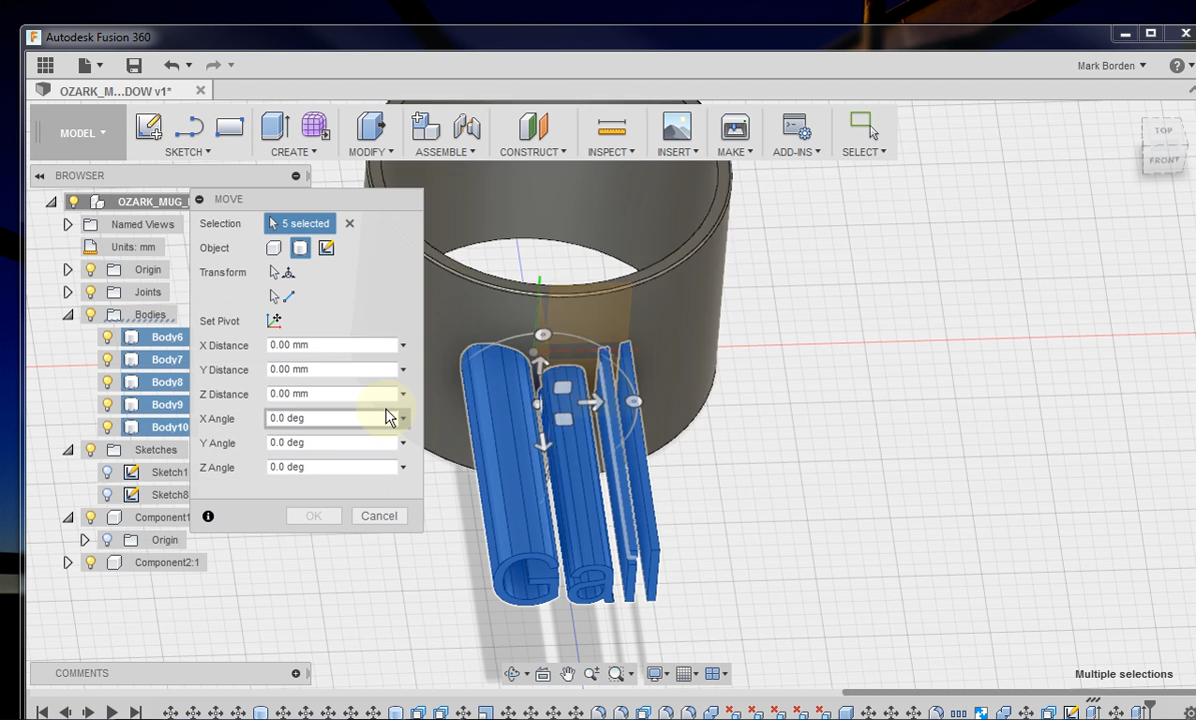 Autodesk Fusion 360
Mark Borden
OZARK_M...DOW v1*
MODEL
SKETCH
CREATE
MODIFY
ASSEMBLE
CONSTRUCT
INSPECT
INSERT
MAKE
ADD-INS
SELECT
TOP
FRONT
BROWSER
OZARK_MUG_
Named Views
Units: mm
Origin
Joints
Bodies
Body6
Body7
Body8
Body9
Body10
Sketches
Sketch1
Sketch8
Component1
Origin
Component2:1
MOVE
Selection 5 selected
Object
Transform
Set Pivot
X Distance 0.00 mm
Y Distance 0.00 mm
Z Distance 0.00 mm
X Angle 0.0 deg
Y Angle 0.0 deg
Z Angle 0.0 deg
OK Cancel
COMMENTS
Multiple selections